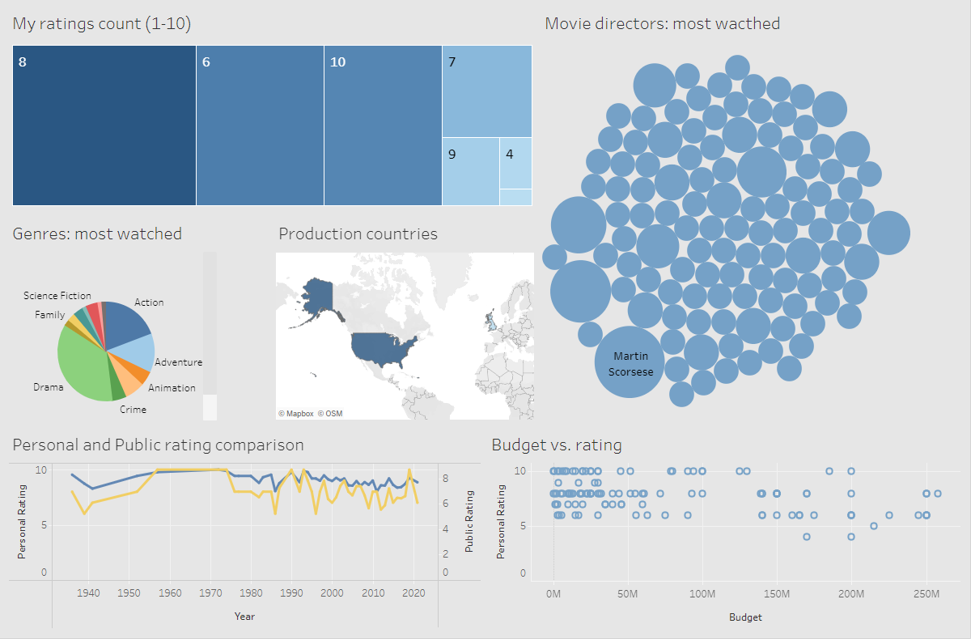 My ratings count (1-10)
8
6
10
7
9
4
Movie directors: most wacthed
Martin
Scorsese
Genres: most watched
Science Fiction
Action
Family
Adventure
Drama
Animation
Crime
Production countries
© Mapbox © OSM
Personal and Public rating comparison
Personal Rating
10
5
0
Public Rating
8
6
4
2
0
1940 1950 1960 1970 1980 1990 2000 2010 2020
Year
Budget vs. rating
Personal Rating
10
5
0
0M 50M 100M 150M 200M 250M
Budget